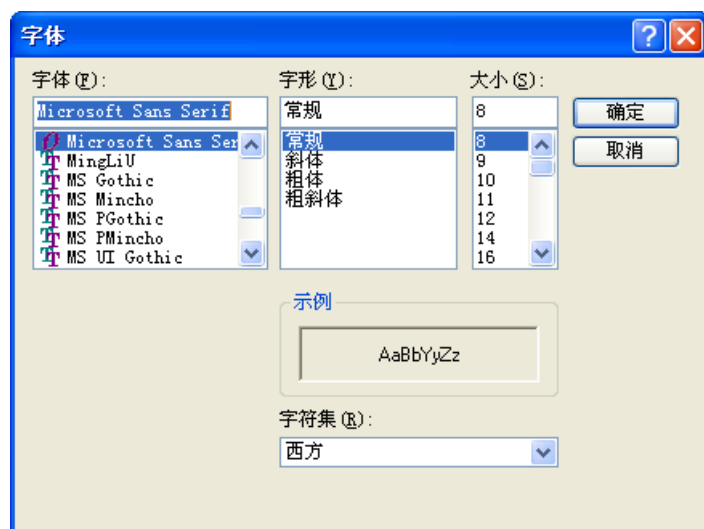 字体
字体(F):
Microsoft Sans Serif
Microsoft Sans Ser
MingLiU
MS Gothic
MS Mincho
MS PGothic
MS PMincho
MS UI Gothic
字形(Y):
常规
常规
斜体
粗体
粗斜体
大小(S):
8
8
9
10
11
12
14
16
确定
取消
示例
AaBbYyZz
字符集(R):
西方